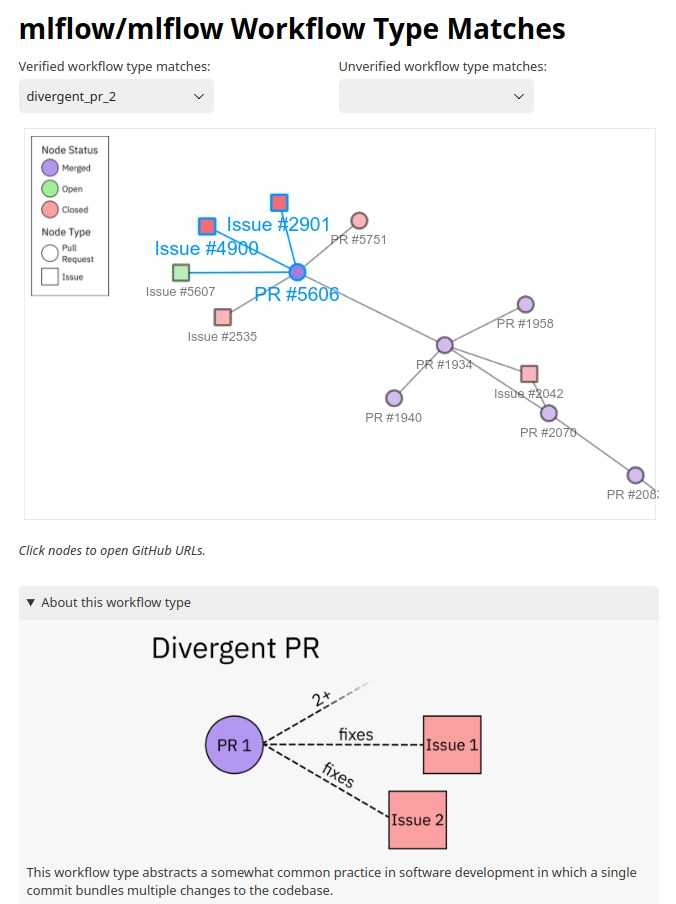 mlflow/mlflow Workflow Type Matches
Verified workflow type matches:
Unverified workflow type matches:
divergent_pr_2
Node Status
Merged
Open
Closed
Node Type
Pull
Request
Issue
Issue #2901
PR #5751
Issue #4900
Issue #5607
PR #5606
Issue #2535
PR #1958
PR #1934
Issue #2042
PR #1940
PR #2070
PR #208
Click nodes to open GitHub URLs.
▼ About this workflow type
Divergent PR
2+
PR 1
fixes
Issue 1
fixes
Issue 2
This workflow type abstracts a somewhat common practice in software development in which a single
commit bundles multiple changes to the codebase.